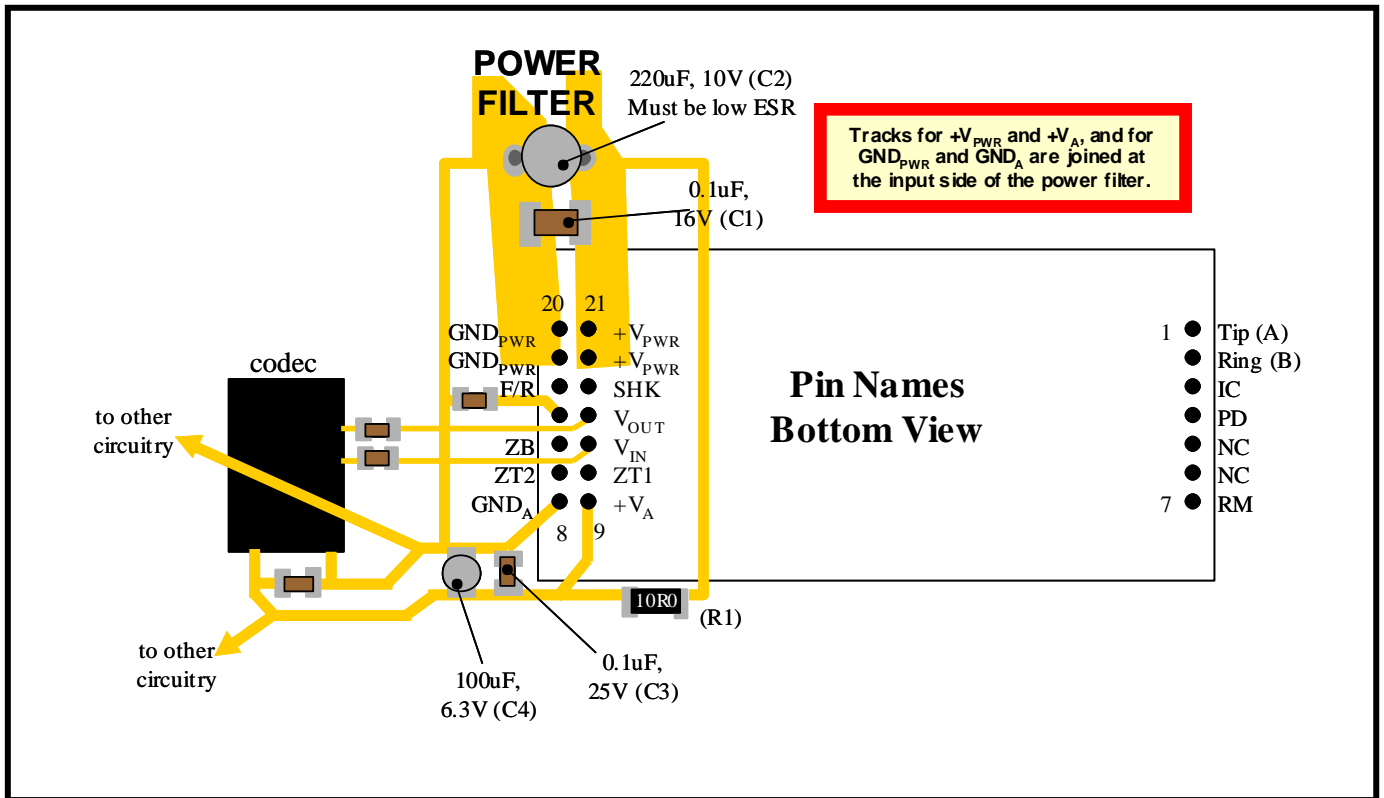 POWER
FILTER
220uF, 10V (C2)
Must be low ESR
Tracks for +VPWR and +VA, and for
GNDPWR and GNDA are joined at
the input side of the power filter.
0.1uF,
16V (C1)
20 21
GNDPWR +VPWR
GNDPWR +VPWR
F/R SHK
VOUT
ZB VIN
ZT2 ZT1
GNDA +VA
8 9
Pin Names
Bottom View
1 Tip (A)
Ring (B)
IC
PD
NC
NC
7 RM
codec
to other
circuitry
10R0
(R1)
to other
circuitry
100uF,
6.3V (C4)
0.1uF,
25V (C3)